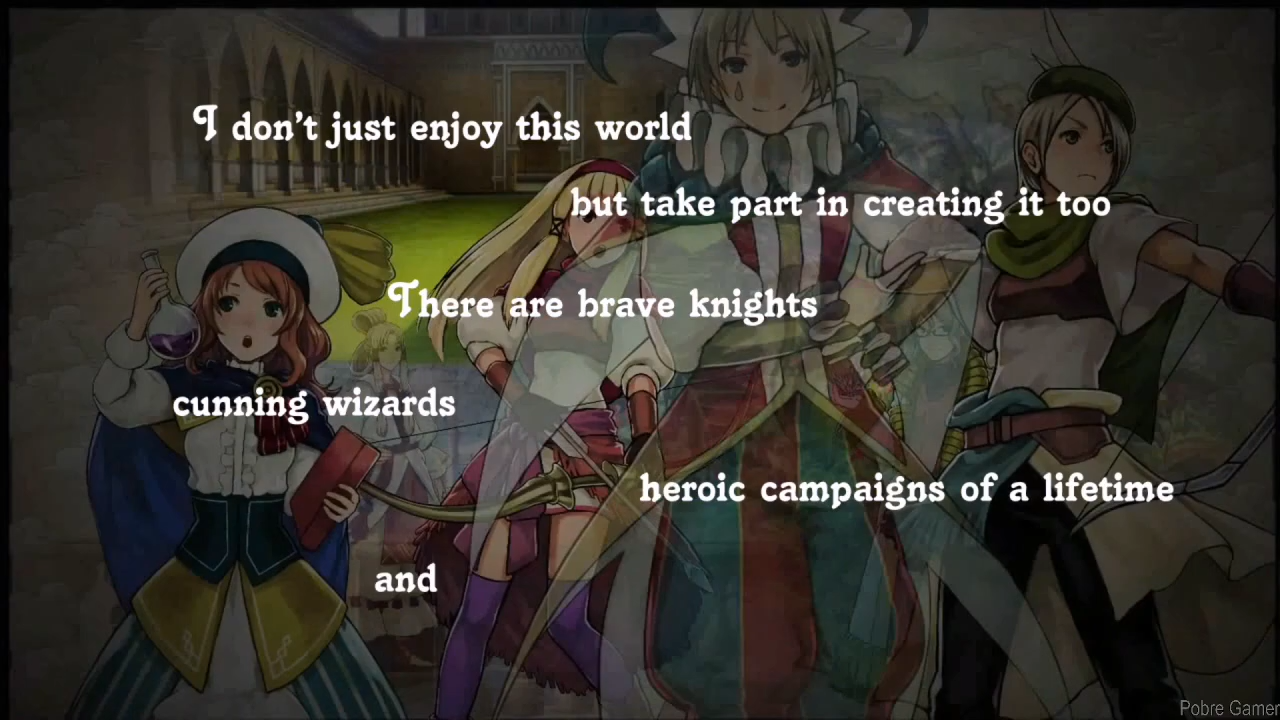 I don't just enjoy this world
but take part in creating it too
There are brave knights
cunning wizards
heroic campaigns of a lifetime
and
Pobre Gamer